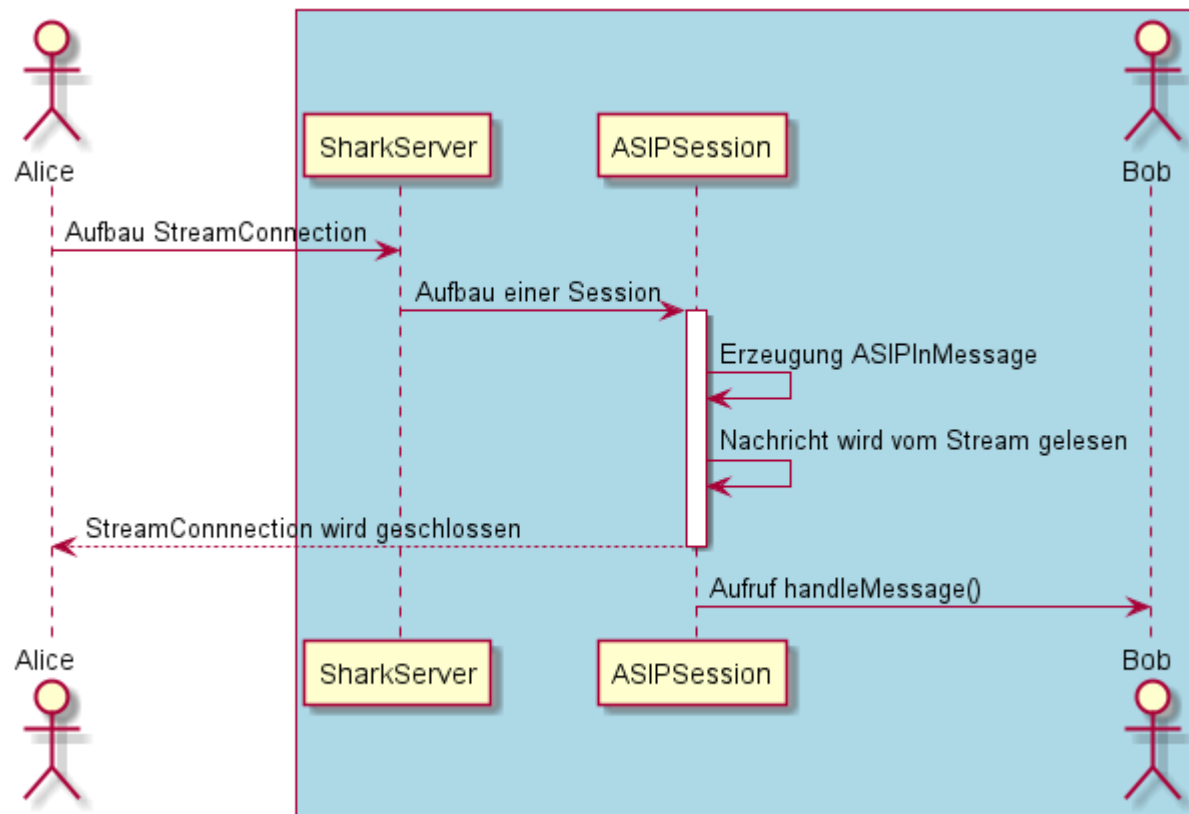 Alice
SharkServer
ASIPSession
Bob
Aufbau StreamConnection
Aufbau einer Session
Erzeugung ASIPInMessage
Nachricht wird vom Stream gelesen
StreamConnnection wird geschlossen
Aufruf handleMessage()
Alice
SharkServer
ASIPSession
Bob